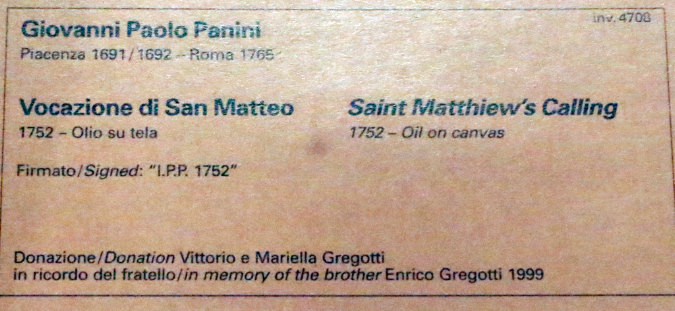 Giovanni Paolo Panini
inv. 4708
Piacenza 1691/1692 – Roma 1765
Vocazione di San Matteo
1752 – Olio su tela
Saint Matthiew's Calling
1752 – Oil on canvas
Firmato/Signed: "I.P.P. 1752"
Donazione/Donation Vittorio e Mariella Gregotti
in ricordo del fratello/in memory of the brother Enrico Gregotti 1999